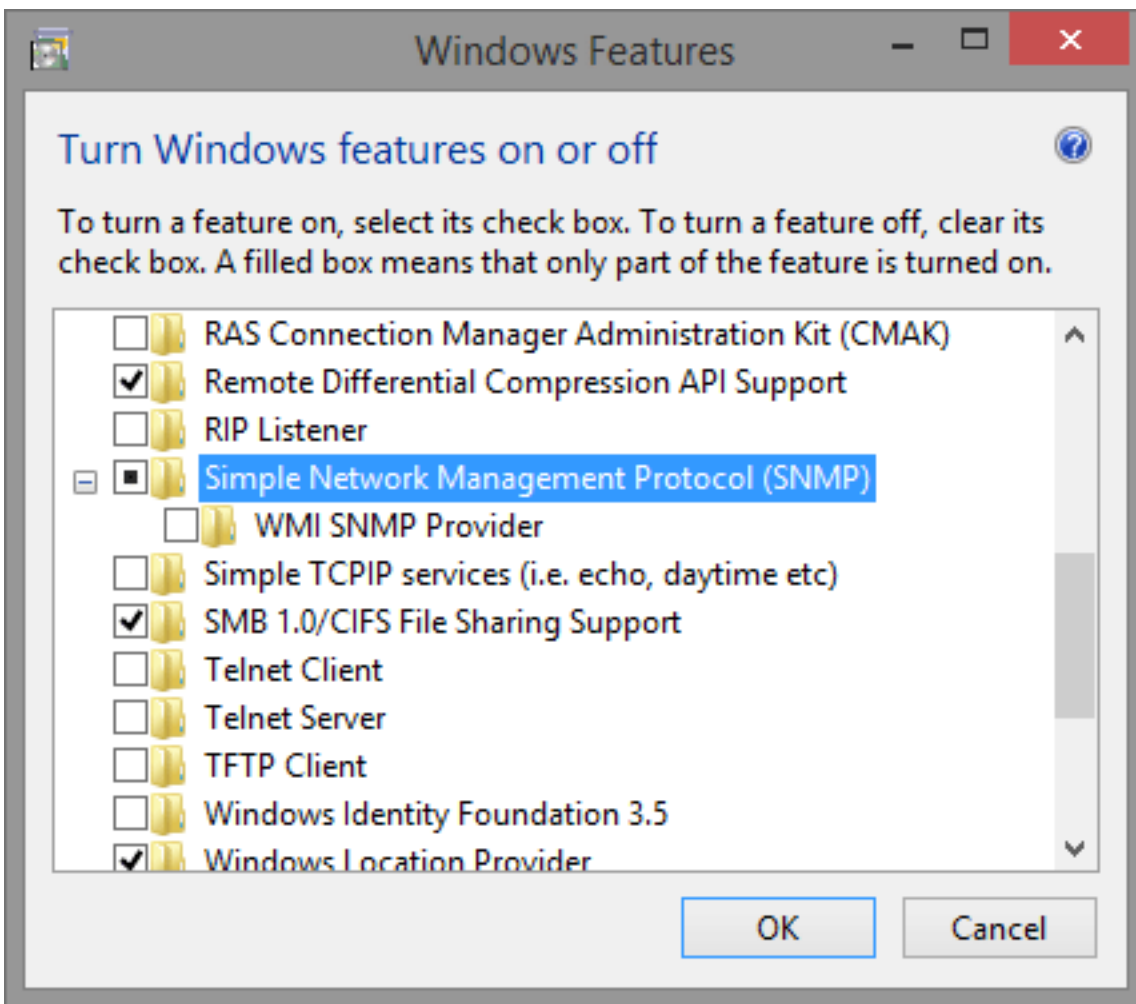 Windows Features
Turn Windows features on or off
To turn a feature on, select its check box. To turn a feature off, clear its
check box. A filled box means that only part of the feature is turned on.
RAS Connection Manager Administration Kit (CMAK)
Remote Differential Compression API Support
RIP Listener
Simple Network Management Protocol (SNMP)
WMI SNMP Provider
Simple TCPIP services (i.e. echo, daytime etc)
SMB 1.0/CIFS File Sharing Support
Telnet Client
Telnet Server
TFTP Client
Windows Identity Foundation 3.5
Windows Location Provider
OK
Cancel